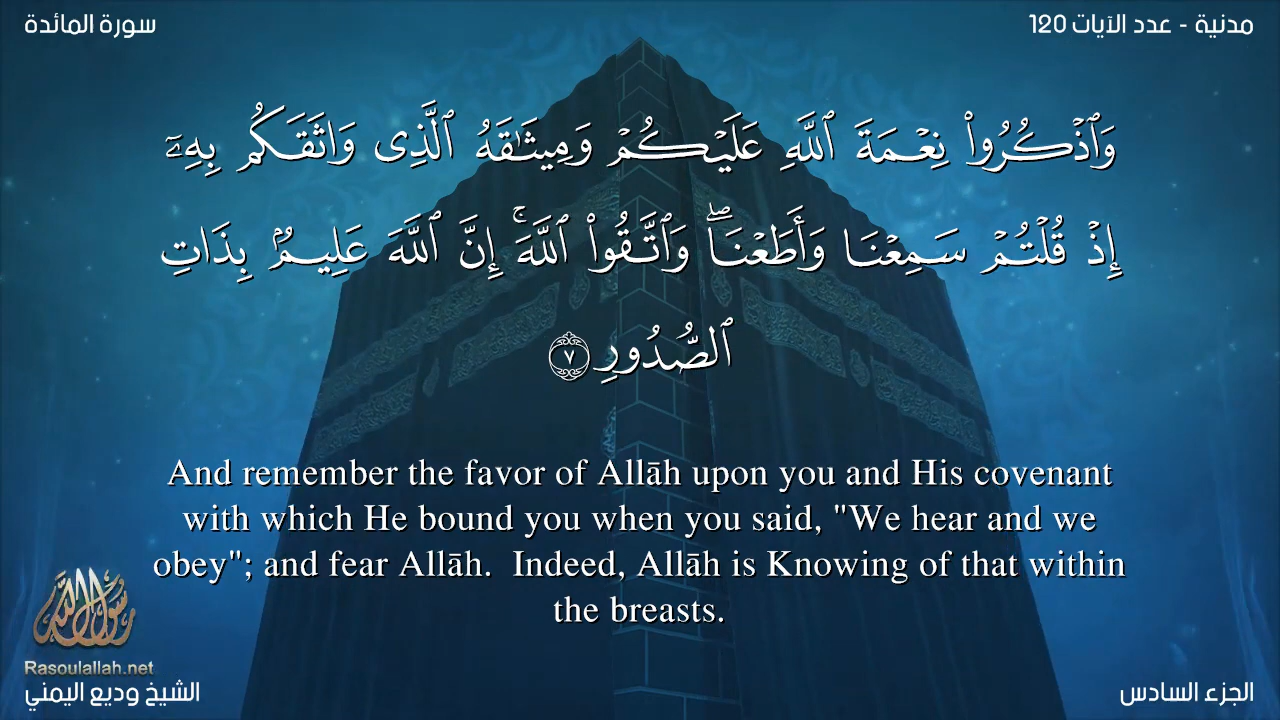 سورة المائدة
مدنية - عدد الآيات 120
وَٱذْكُرُوا۟ نِعْمَةَ ٱللَّهِ عَلَيْكُمْ وَمِيثَـٰقَهُ ٱلَّذِى وَاثَقَكُم بِهِۦٓ
إِذْ قُلْتُمْ سَمِعْنَا وَأَطَعْنَا ۖ وَٱتَّقُوا۟ ٱللَّهَ ۚ إِنَّ ٱللَّهَ عَلِيمٌۢ بِذَاتِ
ٱلصُّدُورِ ٧
And remember the favor of Allāh upon you and His covenant
with which He bound you when you said, "We hear and we
obey"; and fear Allāh.  Indeed, Allāh is Knowing of that within
the breasts.
رسول الله
Rasoulallah.net
الشيخ وديع اليمني
الجزء السادس